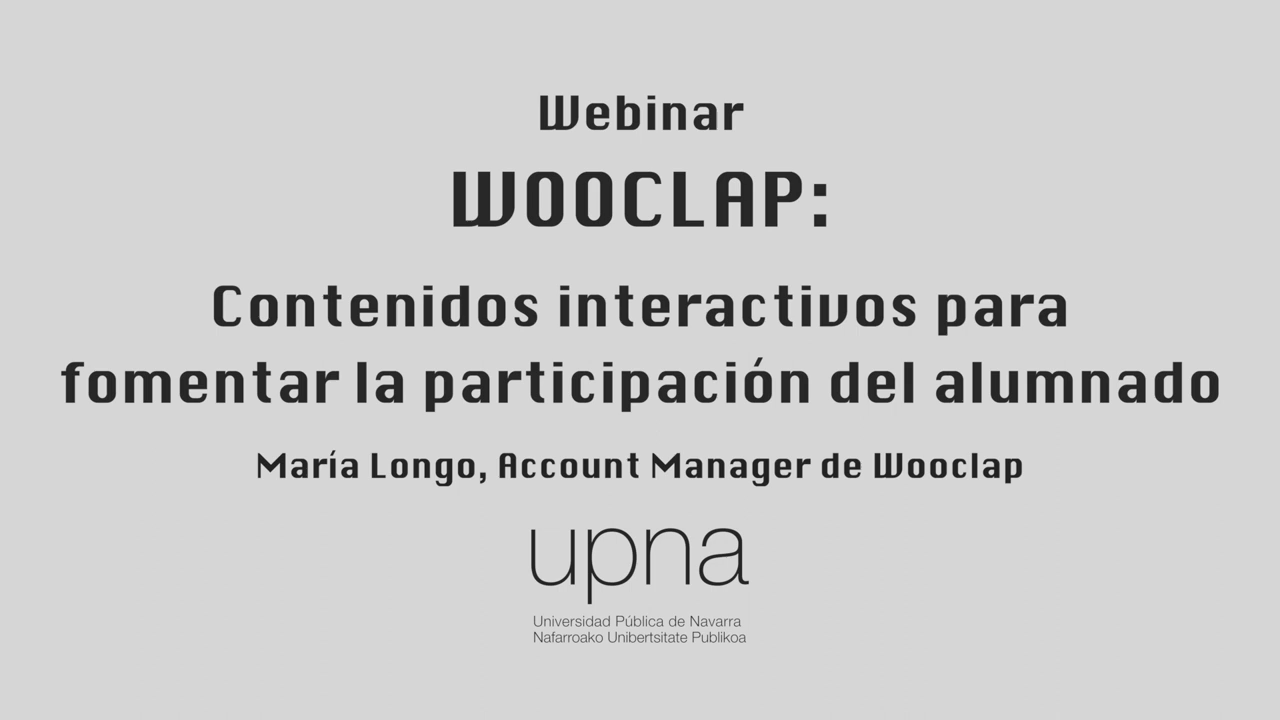 Webinar
WOOCLAP:
Contenidos interactivos para
fomentar la participación del alumnado
María Longo, Account Manager de Wooclap
upna
Universidad Pública de Navarra
Nafarroako Unibertsitate Publikoa